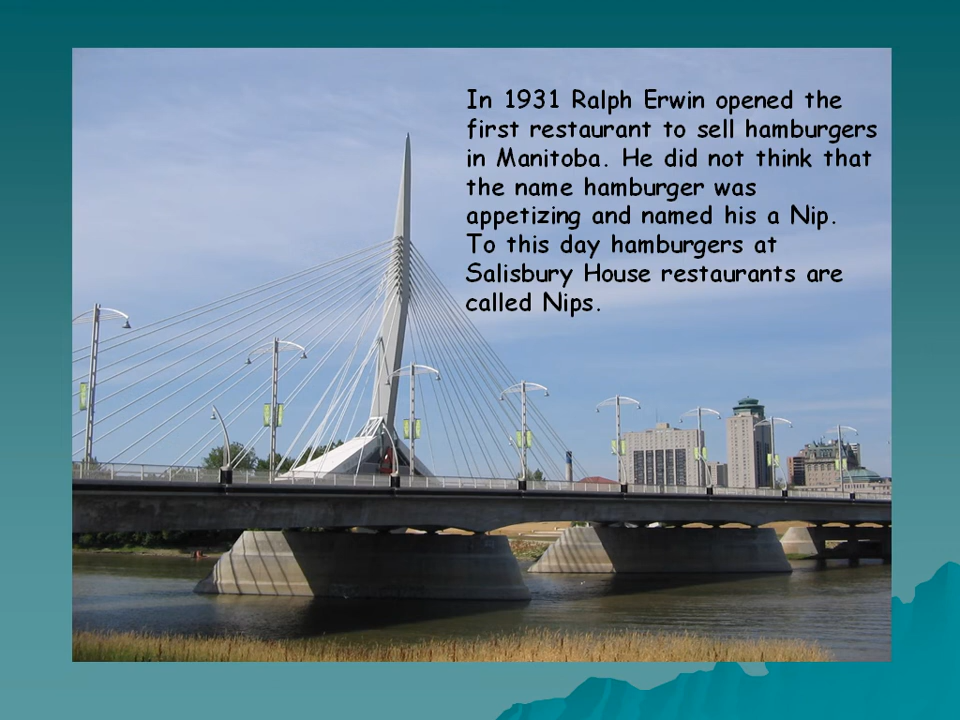 In 1931 Ralph Erwin opened the
first restaurant to sell hamburgers
in Manitoba. He did not think that
the name hamburger was
appetizing and named his a Nip.
To this day hamburgers at
Salisbury House restaurants are
called Nips.